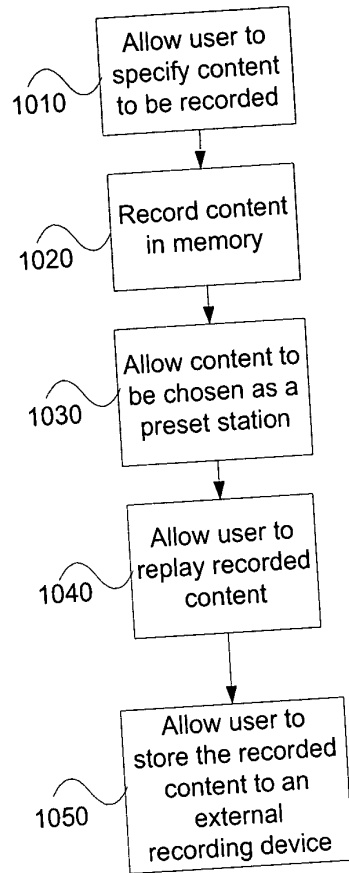 Allow user to
specify content
to be recorded
1010
Record content
in memory
1020
Allow content to
be chosen as a
preset station
1030
Allow user to
replay recorded
content
1040
Allow user to
store the recorded
content to an
external
recording device
1050